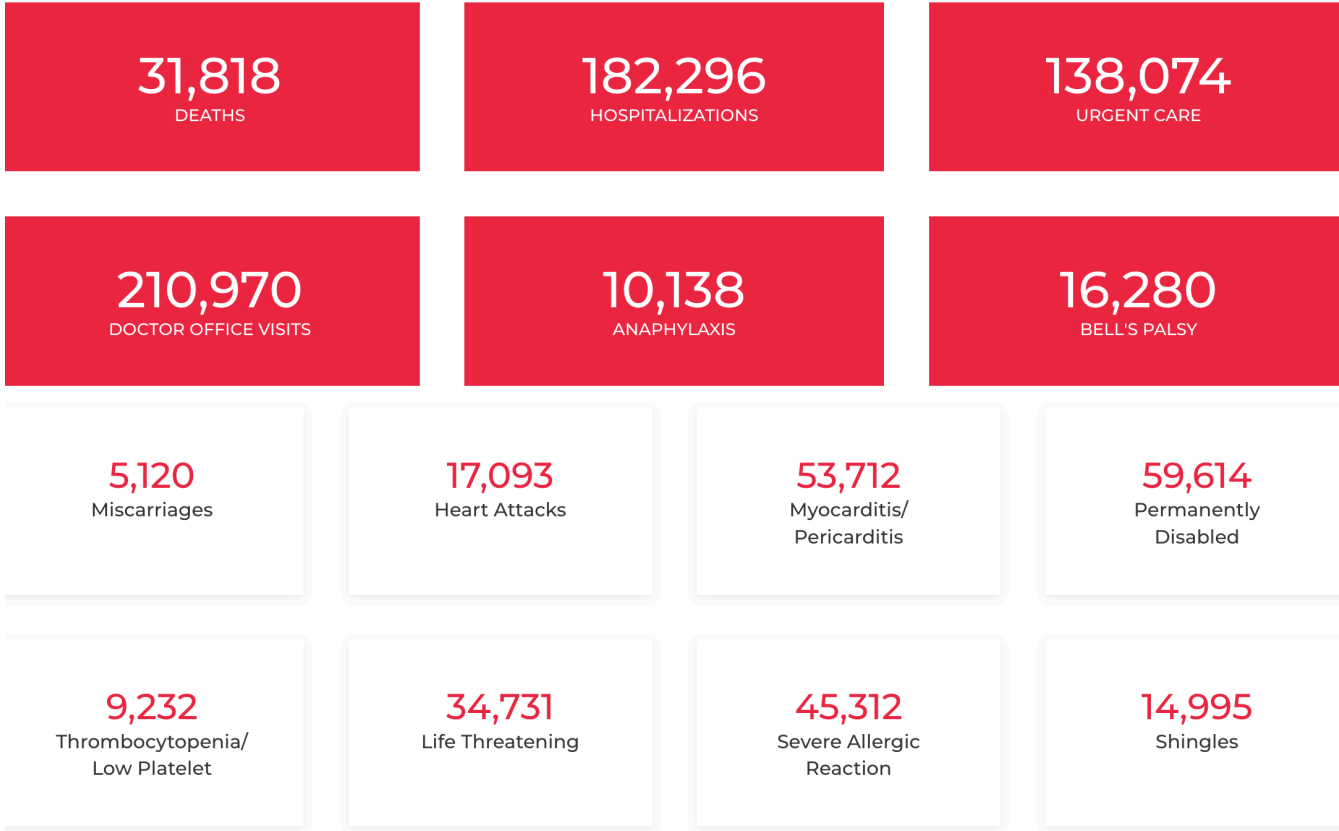 31,818
DEATHS
182,296
HOSPITALIZATIONS
138,074
URGENT CARE
210,970
DOCTOR OFFICE VISITS
10,138
ANAPHYLAXIS
16,280
BELL'S PALSY
5,120
Miscarriages
17,093
Heart Attacks
53,712
Myocarditis/
Pericarditis
59,614
Permanently
Disabled
9,232
Thrombocytopenia/
Low Platelet
34,731
Life Threatening
45,312
Severe Allergic
Reaction
14,995
Shingles